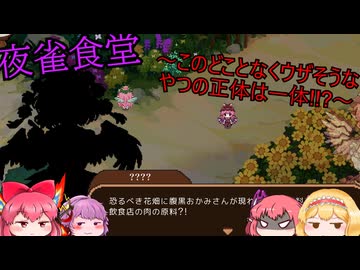 夜雀食堂
～このどことなくウザそうな
やつの正体は一体!!?～
????
恐るべき花畑に腹黒おかみさんが現れ
飲食店の肉の原料?!